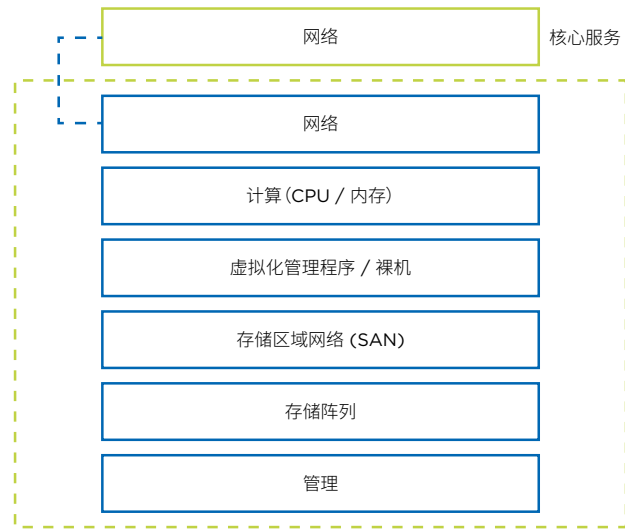 网络
核心服务
网络
计算（CPU / 内存）
虚拟化管理程序 / 裸机
存储区域网络 (SAN)
存储阵列
管理